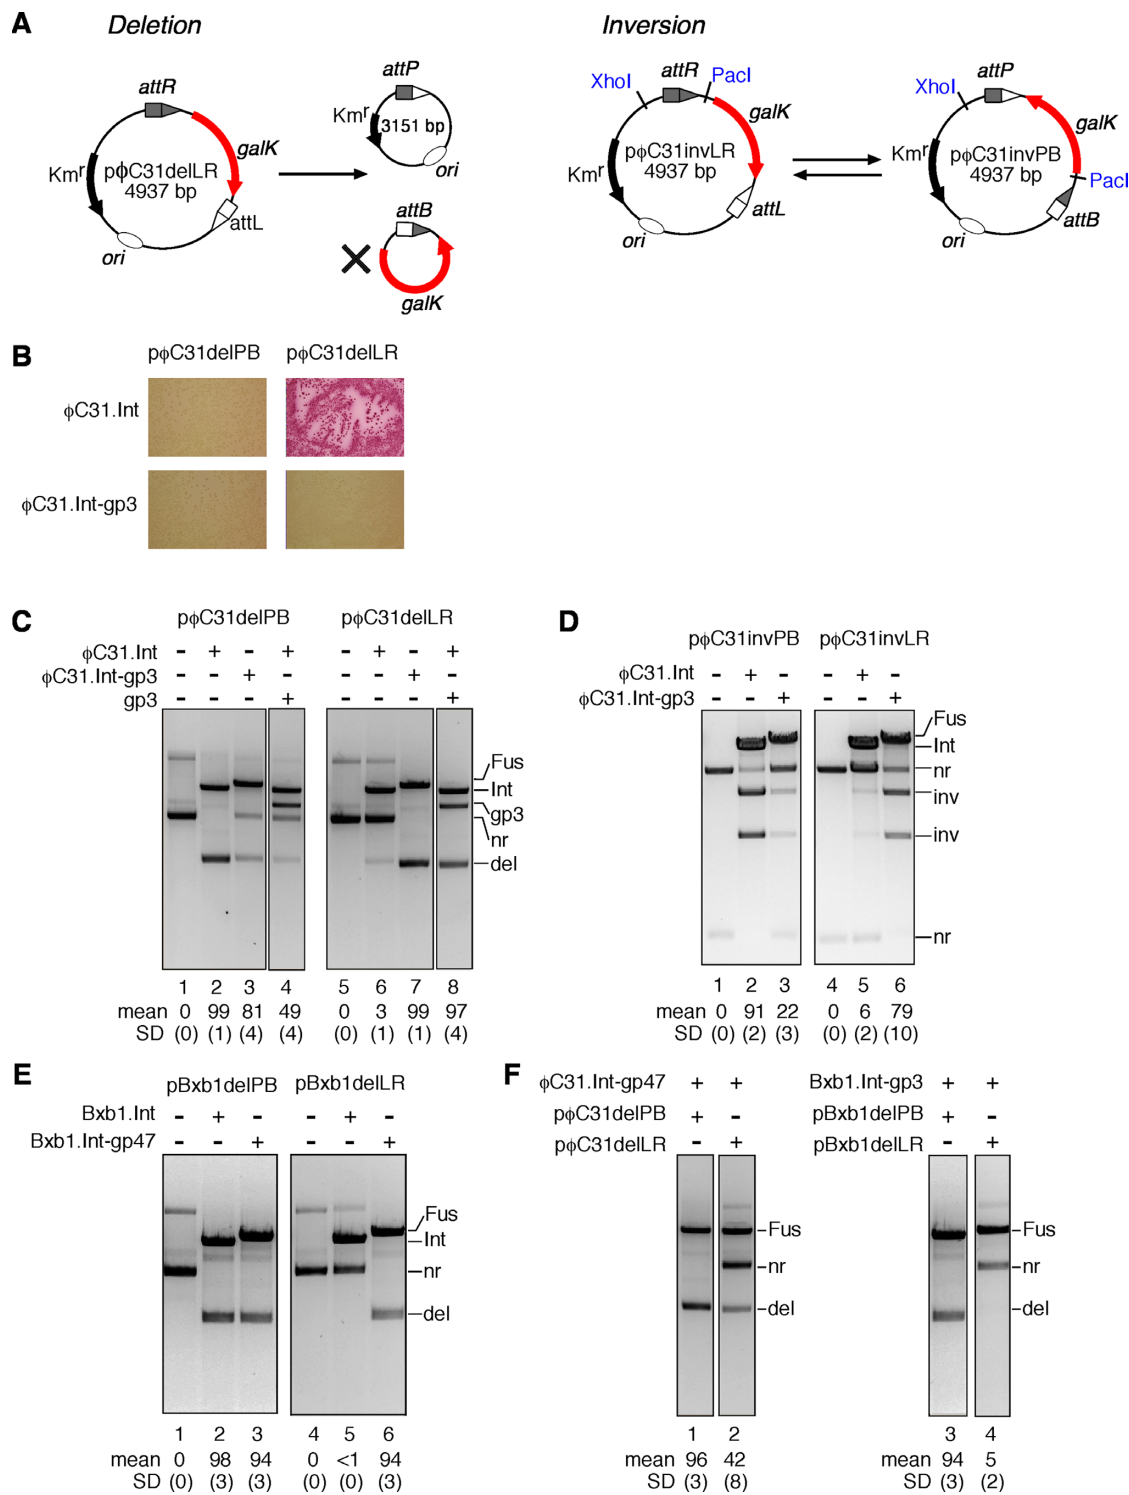 A
Deletion
Inversion
attR
galK
Kmr
pϕC31delLR
4937 bp
attL
ori
attP
Kmr
3151 bp
ori
attB
galK
XhoI
attR
PacI
galK
Kmr
pϕC31invLR
4937 bp
attL
ori
XhoI
attP
galK
Kmr
pϕC31invPB
4937 bp
PacI
attB
ori
B
pϕC31delPB pϕC31delLR
ϕC31.Int
ϕC31.Int-gp3
C
pϕC31delPB pϕC31delLR
ϕC31.Int - + - + - + - +
ϕC31.Int-gp3 - - + - - - + -
gp3 - - - + - - - +
Fus
Int
gp3
nr
del
1 2 3 4 5 6 7 8
mean 0 99 81 49 0 3 99 97
SD (0) (1) (4) (4) (0) (1) (1) (4)
D
pϕC31invPB pϕC31invLR
ϕC31.Int - + - - + -
ϕC31.Int-gp3 - - + - - +
Fus
Int
nr
inv
inv
nr
1 2 3 4 5 6
mean 0 91 22 0 6 79
SD (0) (2) (3) (0) (2) (10)
E
pBxb1delPB pBxb1delLR
Bxb1.Int - + - - + -
Bxb1.Int-gp47 - - + - - +
Fus
Int
nr
del
1 2 3 4 5 6
mean 0 98 94 0 <1 94
SD (0) (3) (3) (0) (0) (3)
F
ϕC31.Int-gp47 + +
pϕC31delPB + -
pϕC31delLR - +
Fus
nr
del
1 2
mean 96 42
SD (3) (8)
Bxb1.Int-gp3 + +
pBxb1delPB + -
pBxb1delLR - +
Fus
nr
del
3 4
mean 94 5
SD (3) (2)